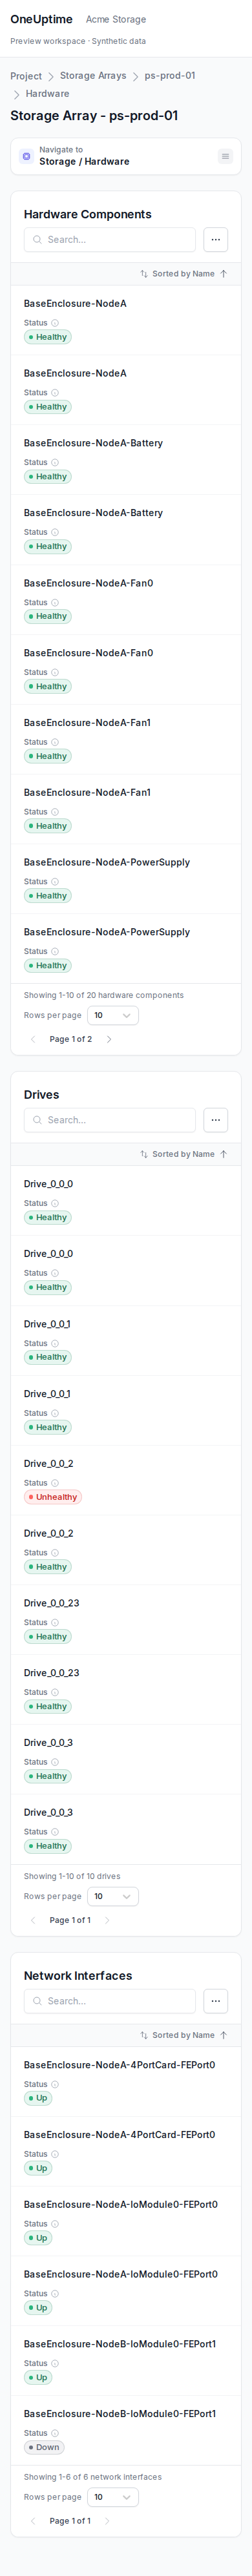 OneUptime Acme Storage
Preview workspace · Synthetic data
Project Storage Arrays ps-prod-01
Hardware
Storage Array - ps-prod-01
Navigate to
Storage / Hardware
Hardware Components
Search...
Sorted by Name
BaseEnclosure-NodeA
Status
Healthy
BaseEnclosure-NodeA
Status
Healthy
BaseEnclosure-NodeA-Battery
Status
Healthy
BaseEnclosure-NodeA-Battery
Status
Healthy
BaseEnclosure-NodeA-Fan0
Status
Healthy
BaseEnclosure-NodeA-Fan0
Status
Healthy
BaseEnclosure-NodeA-Fan1
Status
Healthy
BaseEnclosure-NodeA-Fan1
Status
Healthy
BaseEnclosure-NodeA-PowerSupply
Status
Healthy
BaseEnclosure-NodeA-PowerSupply
Status
Healthy
Showing 1-10 of 20 hardware components
Rows per page 10
Page 1 of 2
Drives
Search...
Sorted by Name
Drive_0_0_0
Status
Healthy
Drive_0_0_0
Status
Healthy
Drive_0_0_1
Status
Healthy
Drive_0_0_1
Status
Healthy
Drive_0_0_2
Status
Unhealthy
Drive_0_0_2
Status
Healthy
Drive_0_0_23
Status
Healthy
Drive_0_0_23
Status
Healthy
Drive_0_0_3
Status
Healthy
Drive_0_0_3
Status
Healthy
Showing 1-10 of 10 drives
Rows per page 10
Page 1 of 1
Network Interfaces
Search...
Sorted by Name
BaseEnclosure-NodeA-4PortCard-FEPort0
Status
Up
BaseEnclosure-NodeA-4PortCard-FEPort0
Status
Up
BaseEnclosure-NodeA-IoModule0-FEPort0
Status
Up
BaseEnclosure-NodeA-IoModule0-FEPort0
Status
Up
BaseEnclosure-NodeB-IoModule0-FEPort1
Status
Up
BaseEnclosure-NodeB-IoModule0-FEPort1
Status
Down
Showing 1-6 of 6 network interfaces
Rows per page 10
Page 1 of 1